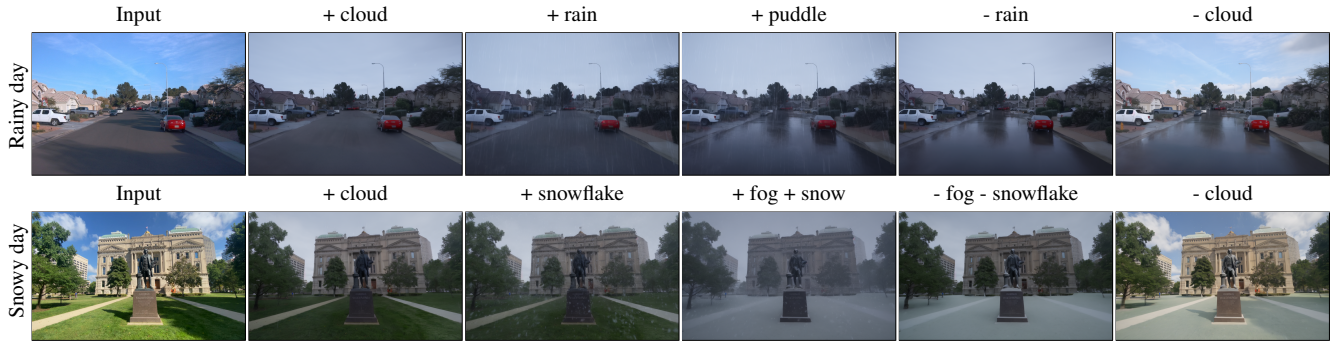 Input + cloud + rain + puddle - rain - cloud
Rainy day
Input + cloud + snowflake + fog + snow - fog - snowflake - cloud
Snowy day